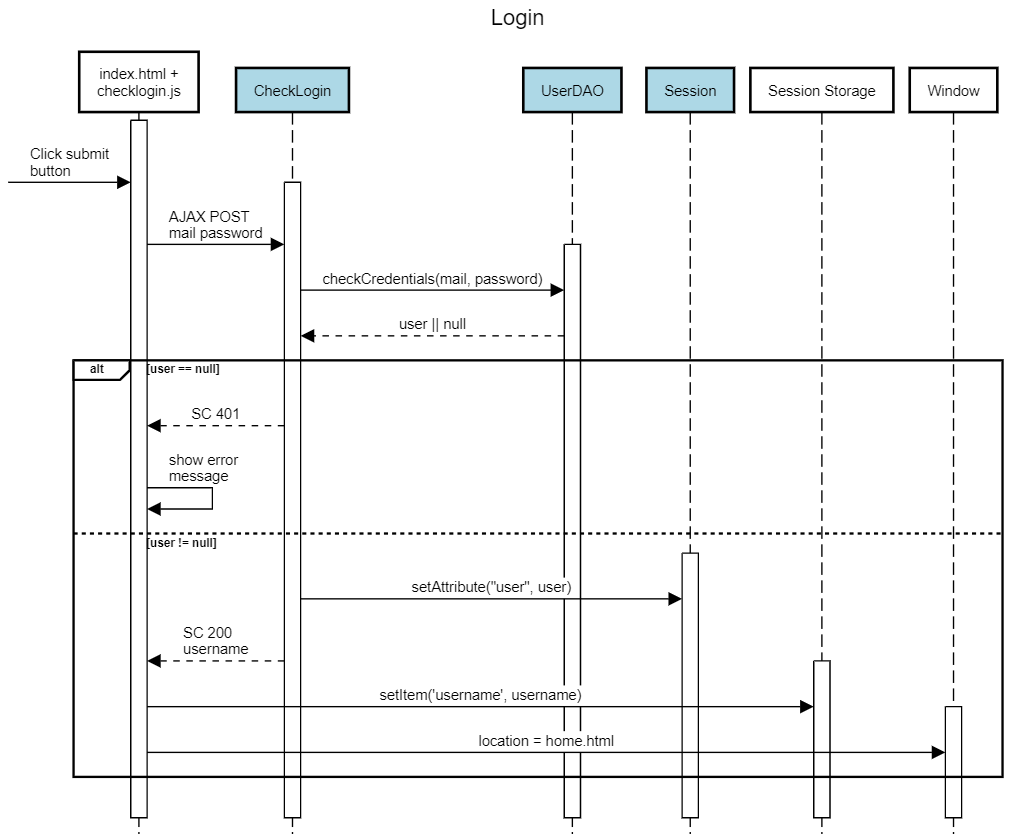 Login
index.html +
checklogin.js
CheckLogin
UserDAO
Session
Session Storage
Window
Click submit
button
AJAX POST
mail password
checkCredentials(mail, password)
user || null
alt
[user == null]
SC 401
show error
message
[user != null]
setAttribute("user", user)
SC 200
username
setItem('username', username)
location = home.html